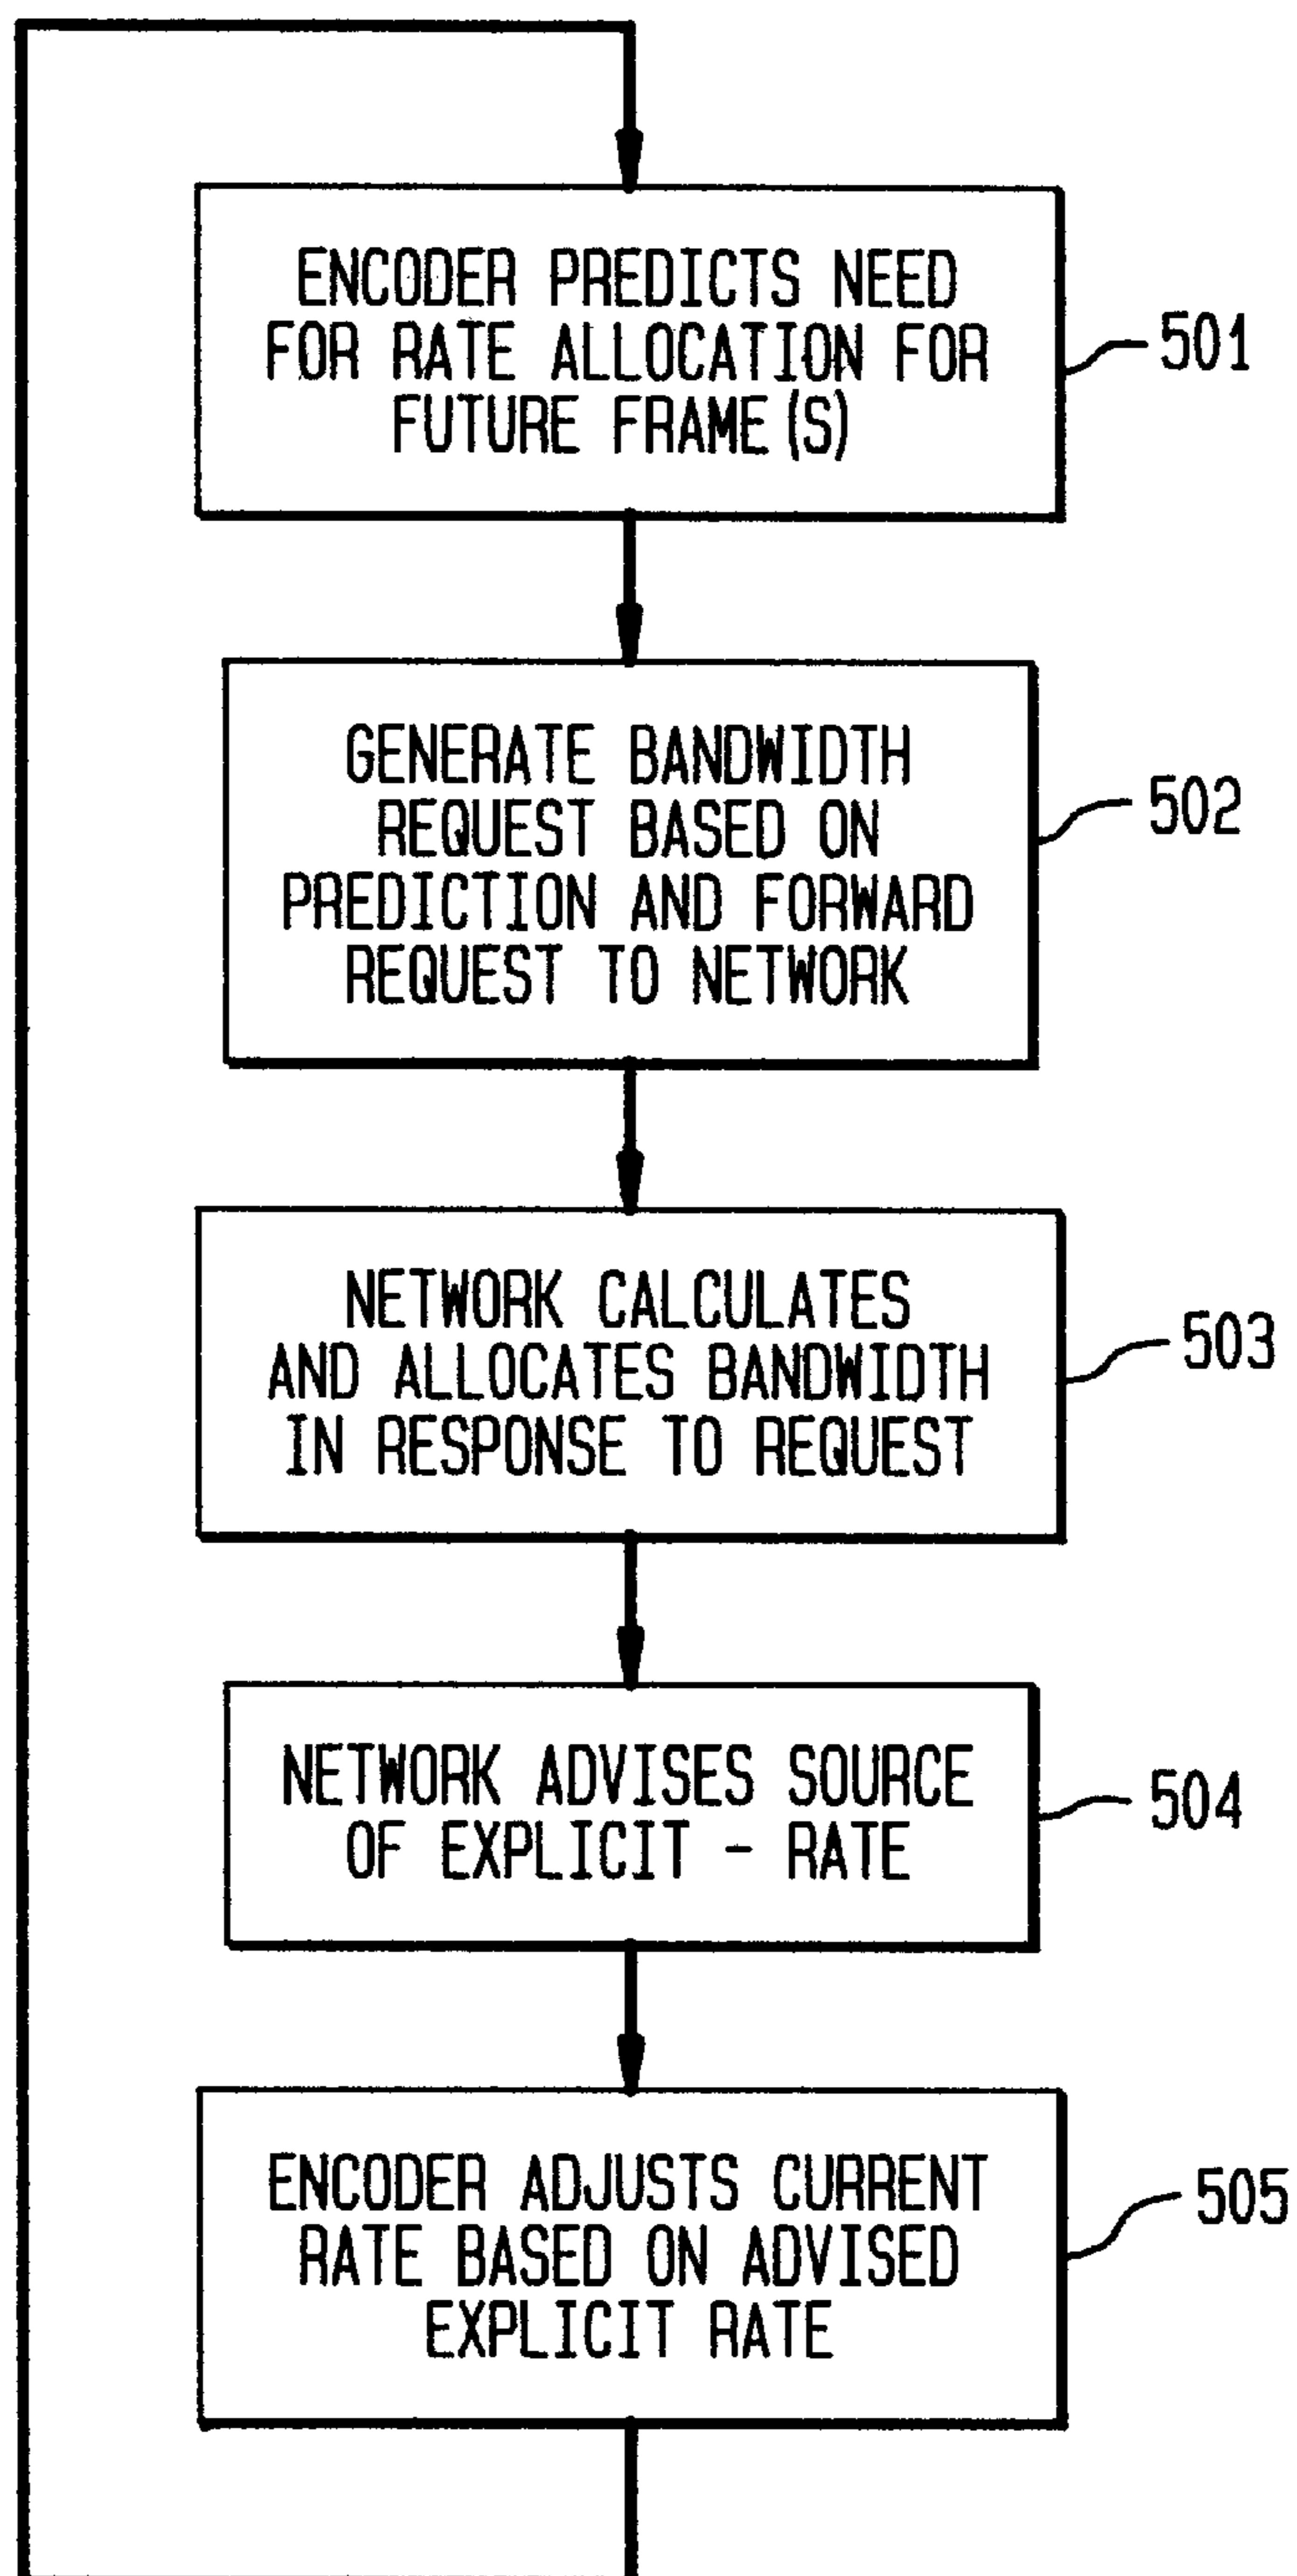 ENCODER PREDICTS NEED
FOR RATE ALLOCATION FOR
FUTURE FRAME(S)
501
GENERATE BANDWIDTH
REQUEST BASED ON
PREDICTION AND FORWARD
REQUEST TO NETWORK
502
NETWORK CALCULATES
AND ALLOCATES BANDWIDTH
IN RESPONSE TO REQUEST
503
NETWORK ADVISES SOURCE
OF EXPLICIT - RATE
504
ENCODER ADJUSTS CURRENT
RATE BASED ON ADVISED
EXPLICIT RATE
505